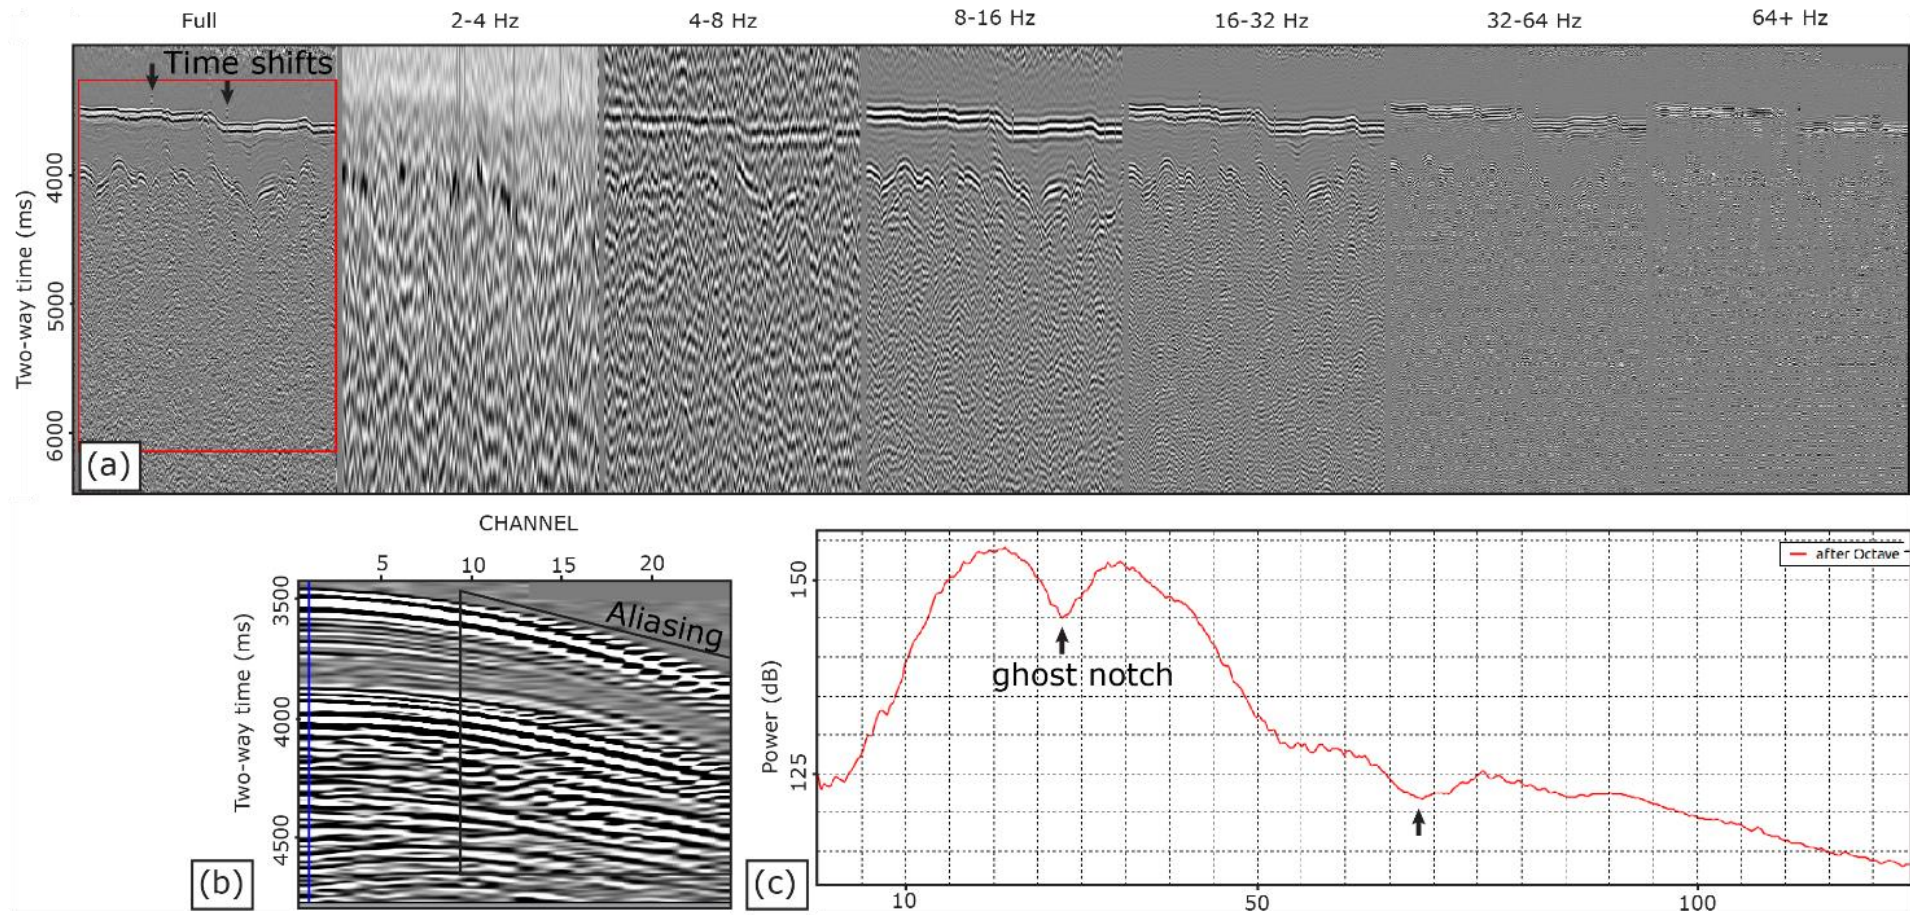 Full 2-4 Hz 4-8 Hz 8-16 Hz 16-32 Hz 32-64 Hz 64+ Hz
Time shifts
Two-way time (ms)
4000
5000
6000
(a)
CHANNEL
5 10 15 20
Two-way time (ms)
3500
4000
4500
Aliasing
(b)
Power (dB)
150
125
after Octave
ghost notch
(c)
10 50 100